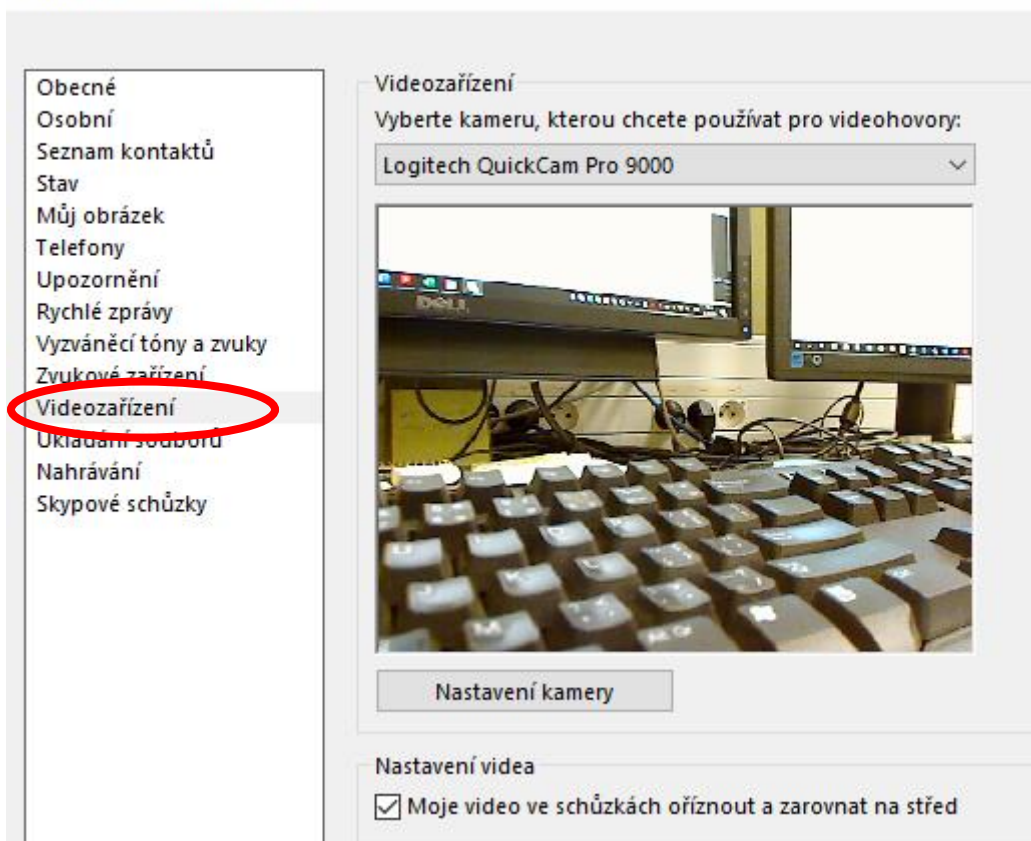 Obecné
Osobní
Seznam kontaktů
Stav
Můj obrázek
Telefony
Upozornění
Rychlé zprávy
Vyzváněcí tóny a zvuky
Zvukové zařízení
Videozařízení
Ukládání souborů
Nahrávání
Skypové schůzky
Videozařízení
Vyberte kameru, kterou chcete používat pro videohovory:
Logitech QuickCam Pro 9000
DELL
Nastavení kamery
Nastavení videa
Moje video ve schůzkách oříznout a zarovnat na střed